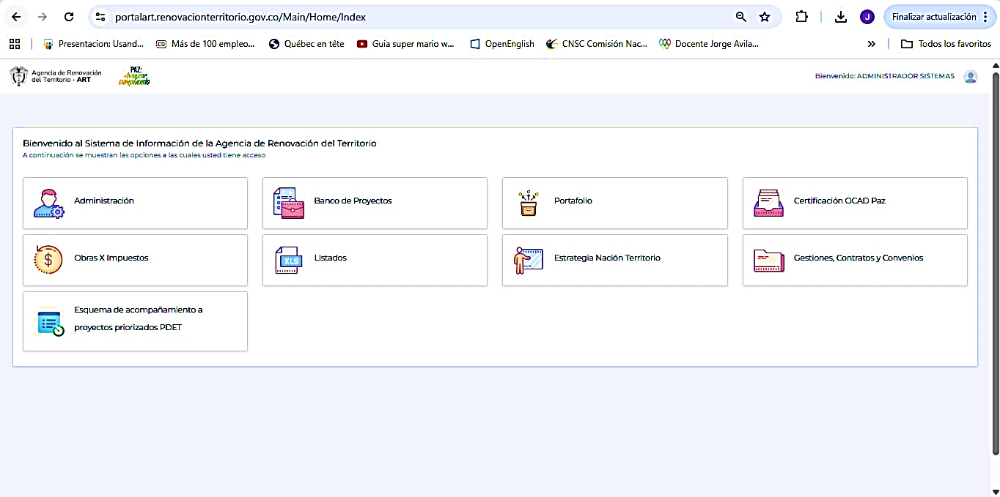 portalart.renovacionterritorio.gov.co/Main/Home/Index
J
Finalizar actualización
Presentacion: Usand...
Más de 100 empleo...
Québec en tête
Guia super mario w...
OpenEnglish
CNSC Comisión Nac...
Docente Jorge Avila...
Todos los favoritos
Agencia de Renovación
del Territorio - ART
PAZ:
Avanzar
cumpliendo
Bienvenido: ADMINISTRADOR SISTEMAS
Bienvenido al Sistema de Información de la Agencia de Renovación del Territorio
A continuación se muestran las opciones a las cuales usted tiene acceso
Administración
Banco de Proyectos
Portafolio
Certificación OCAD Paz
Obras X Impuestos
XLS
Listados
Estrategia Nación Territorio
Gestiones, Contratos y Convenios
Esquema de acompañamiento a
proyectos priorizados PDET